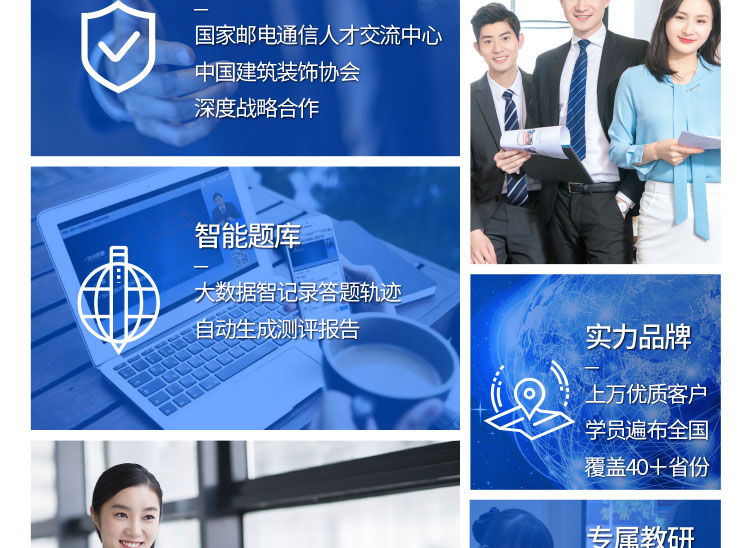 国家邮电通信人才交流中心
中国建筑装饰协会
深度战略合作
智能题库
大数据智记录答题轨迹
自动生成测评报告
实力品牌
上万优质客户
学员遍布全国
覆盖40+省份
专属教研